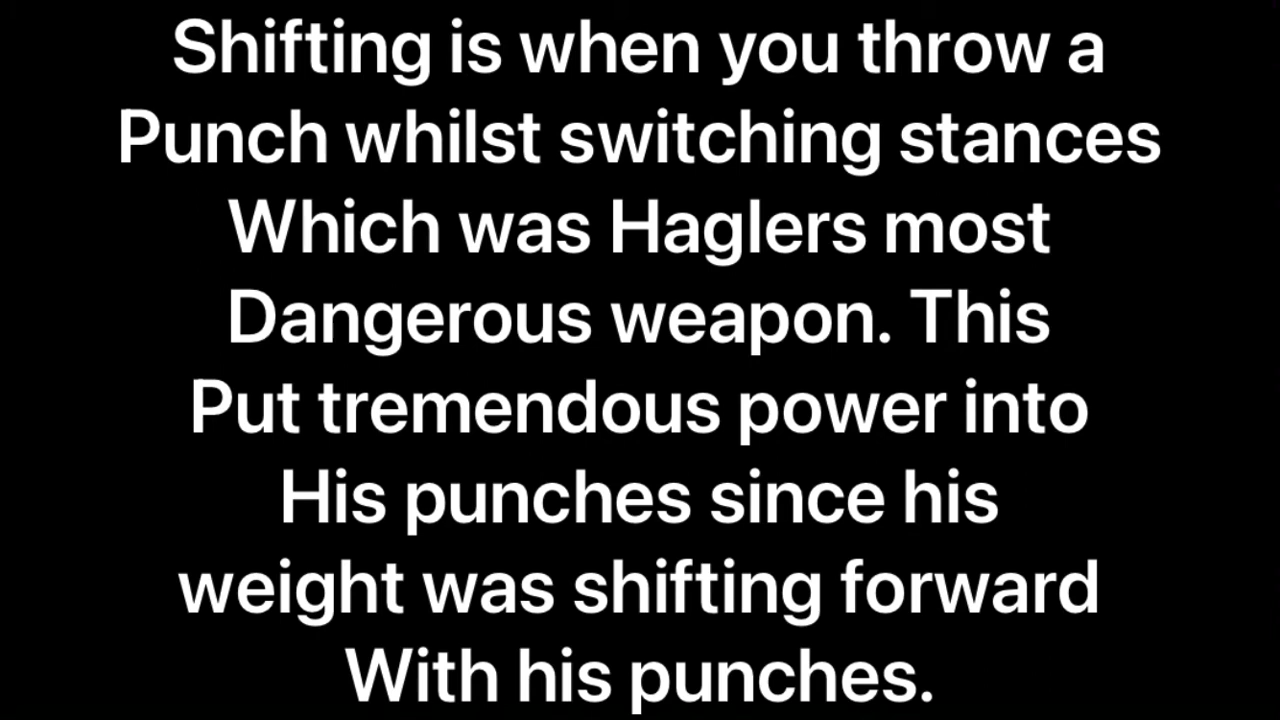 Shifting is when you throw a
Punch whilst switching stances
Which was Haglers most
Dangerous weapon. This
Put tremendous power into
His punches since his
weight was shifting forward
With his punches.